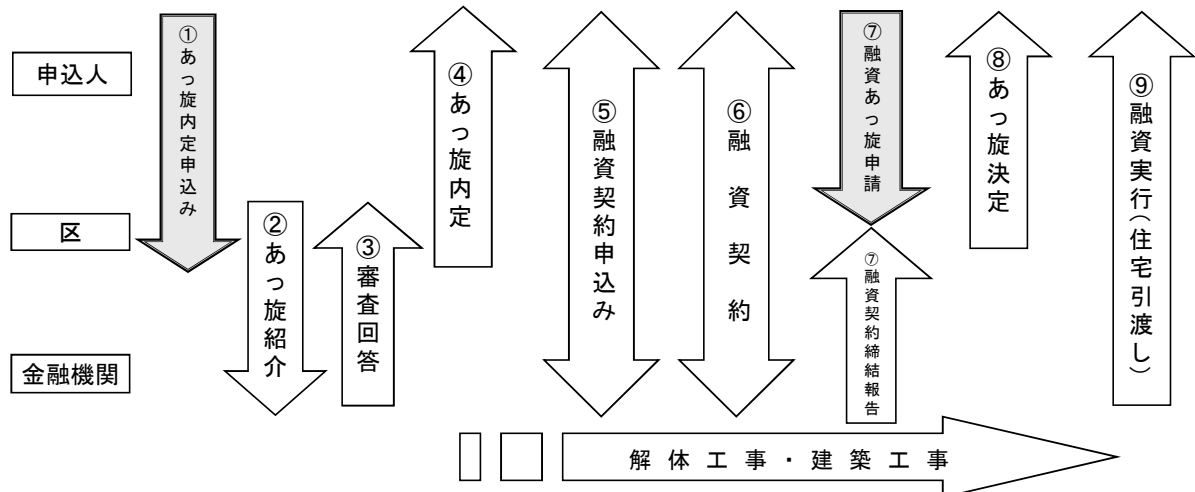 申込人
区
金融機関
①あっ旋内定申込み
②あっ旋紹介
③審査回答
④あっ旋内定
⑤融資契約申込み
⑥融資契約
⑦融資あっ旋申請
⑦融資契約締結報告
⑧あっ旋決定
⑨融資実行(住宅引渡し)
解体工事・建築工事